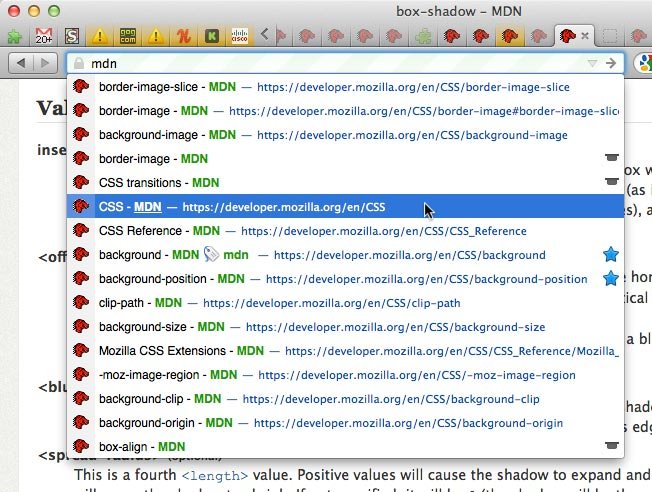 box-shadow – MDN
20+
S
gog
com
K
cisco
mdn
Val
border-image-slice - MDN — https://developer.mozilla.org/en/CSS/border-image-slice
border-image - MDN — https://developer.mozilla.org/en/CSS/border-image#border-image-slic
background-image - MDN — https://developer.mozilla.org/en/CSS/background-image
inse
border-image - MDN
CSS transitions - MDN
CSS - MDN — https://developer.mozilla.org/en/CSS
CSS Reference - MDN — https://developer.mozilla.org/en/CSS/CSS_Reference
<off
background - MDN mdn — https://developer.mozilla.org/en/CSS/background
background-position - MDN — https://developer.mozilla.org/en/CSS/background-position
clip-path - MDN — https://developer.mozilla.org/en/CSS/clip-path
background-size - MDN — https://developer.mozilla.org/en/CSS/background-size
Mozilla CSS Extensions - MDN — https://developer.mozilla.org/en/CSS/CSS_Reference/Mozilla_
-moz-image-region - MDN — https://developer.mozilla.org/en/CSS/-moz-image-region
<blu
background-clip - MDN — https://developer.mozilla.org/en/CSS/background-clip
background-origin - MDN — https://developer.mozilla.org/en/CSS/background-origin
box-align - MDN
This is a fourth <length> value. Positive values will cause the shadow to expand and